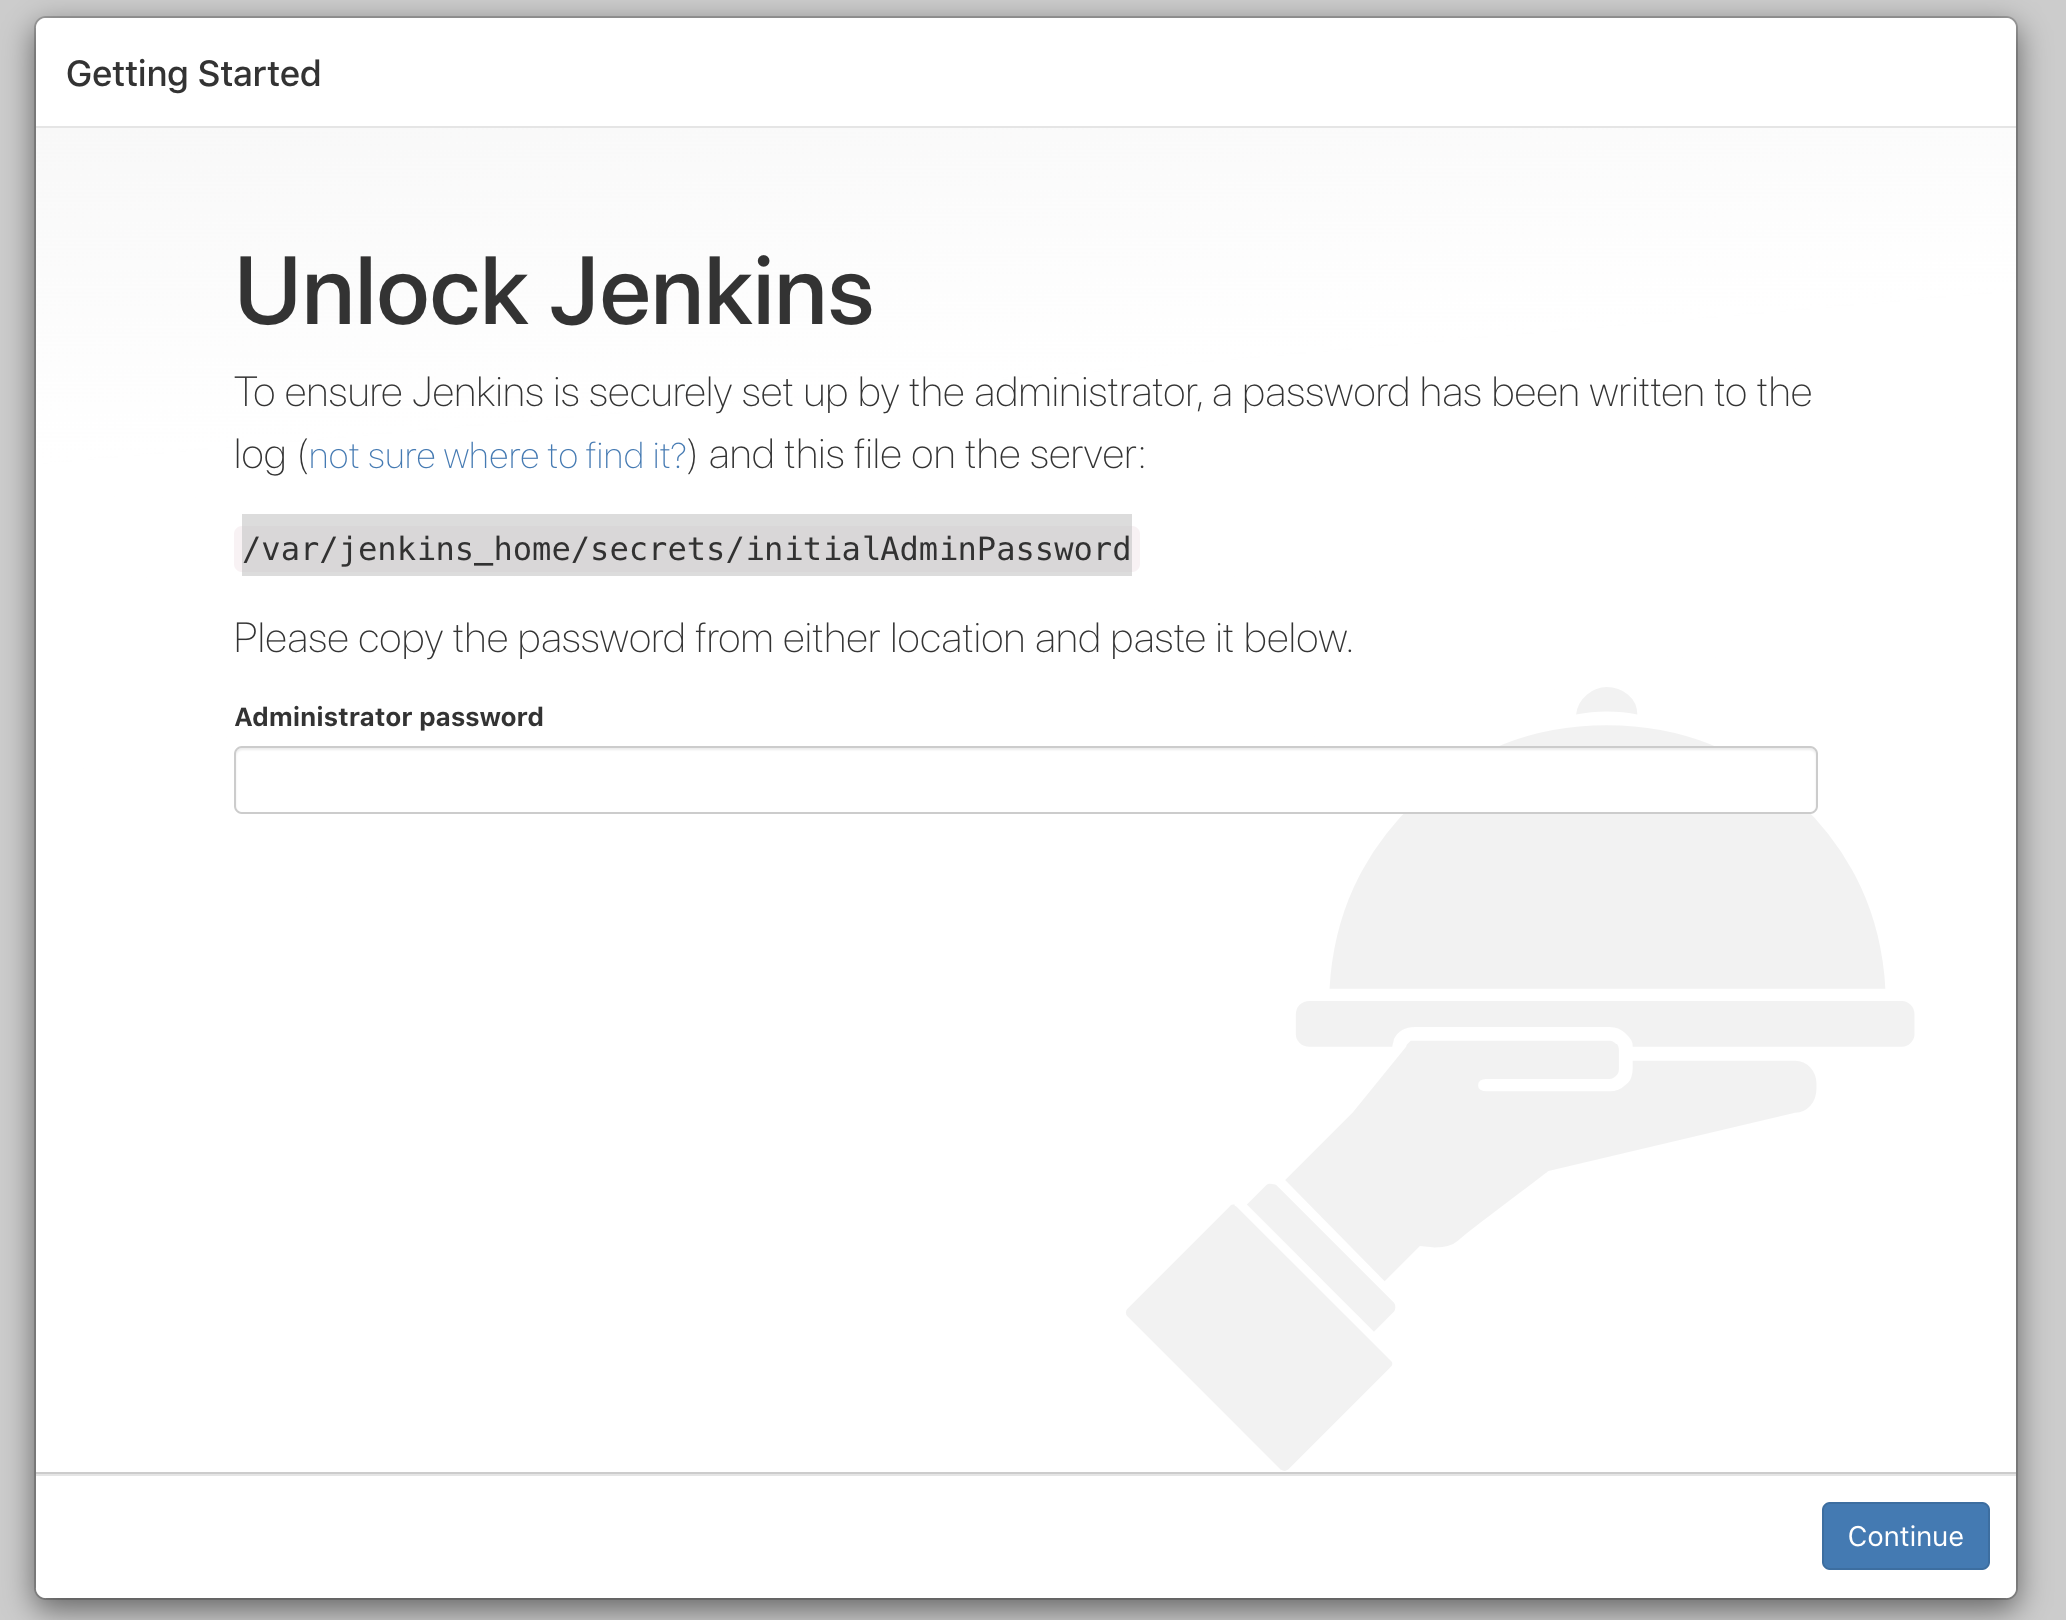 Getting Started
Unlock Jenkins
To ensure Jenkins is securely set up by the administrator, a password has been written to the
log (not sure where to find it?) and this file on the server:
/var/jenkins_home/secrets/initialAdminPassword
Please copy the password from either location and paste it below.
Administrator password
Continue